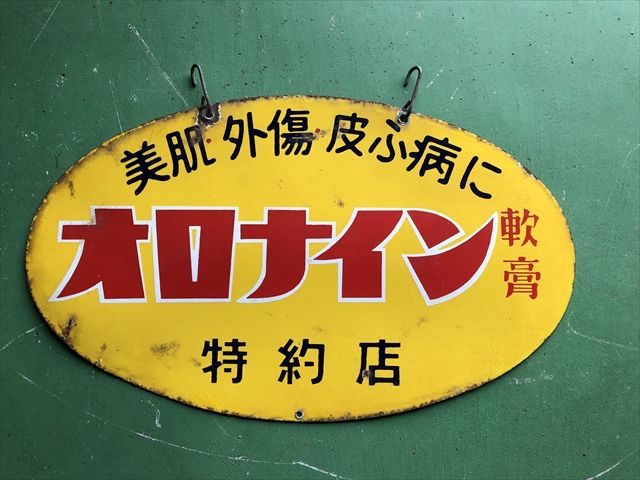 美肌・外傷・皮ふ病に
オロナイン軟膏
特約店